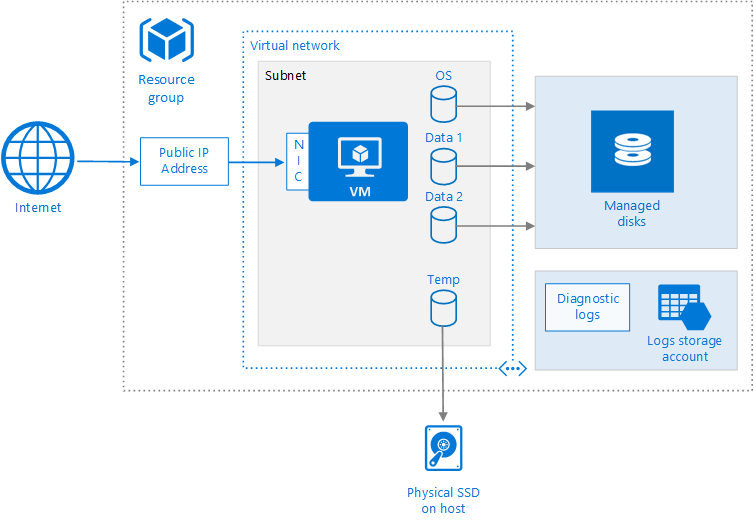 Resource
group
Virtual network
Subnet
OS
Data 1
Data 2
Temp
Internet
Public IP
Address
N
I
C
VM
Managed
disks
Diagnostic
logs
Logs storage
account
Physical SSD
on host